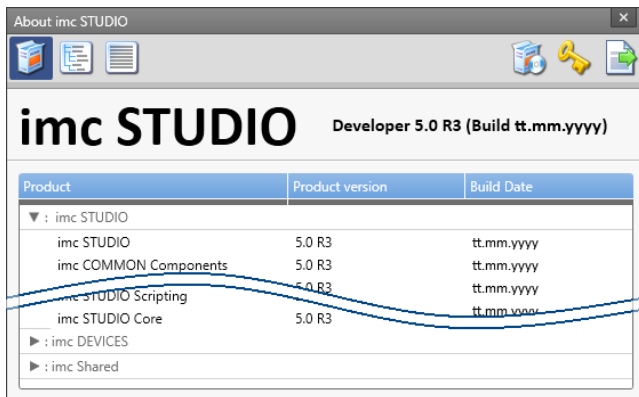 About imc STUDIO
imc STUDIO Developer 5.0 R3 (Build tt.mm.yyyy)
Product Product version Build Date
: imc STUDIO
imc STUDIO 5.0 R3 tt.mm.yyyy
imc COMMON Components 5.0 R3 tt.mm.yyyy
imc STUDIO Scripting 5.0 R3 tt.mm.yyyy
imc STUDIO Core 5.0 R3
: imc DEVICES
: imc Shared